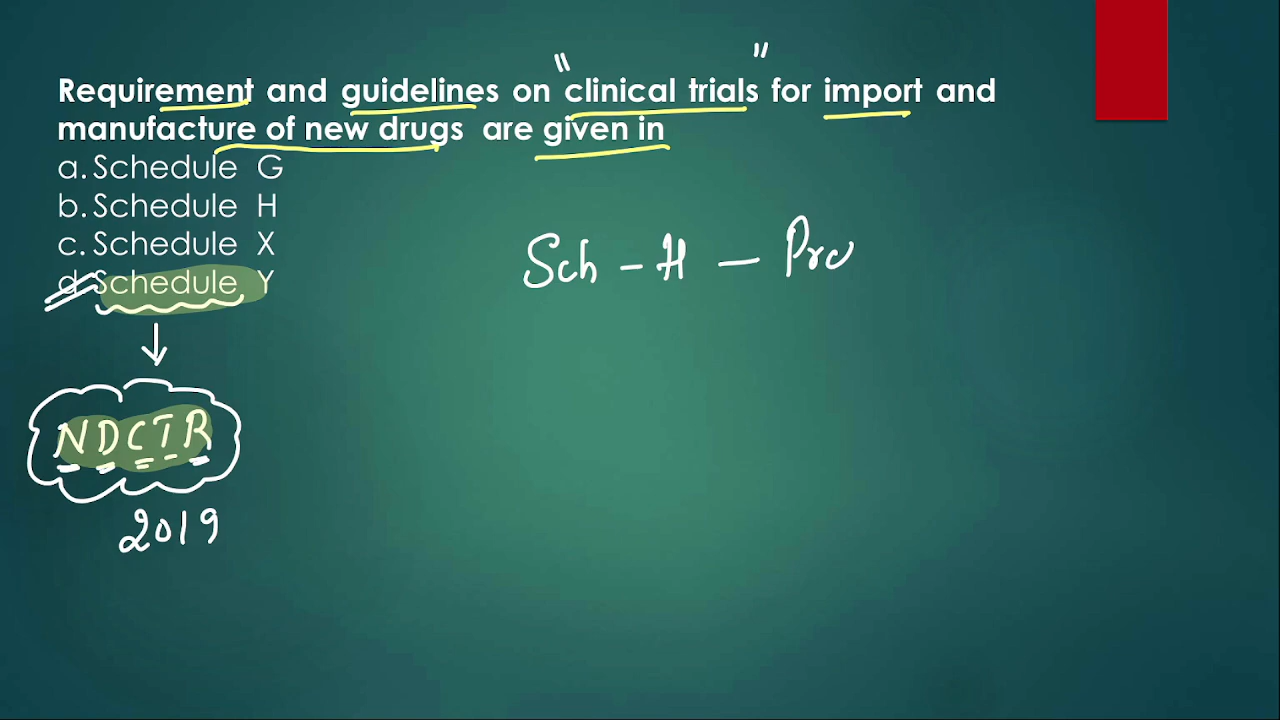 Requirement and guidelines on "clinical trials" for import and
manufacture of new drugs are given in
a. Schedule G
b. Schedule H
c. Schedule X
d. Schedule Y
Sch - H - Pre
NDCTR
2019